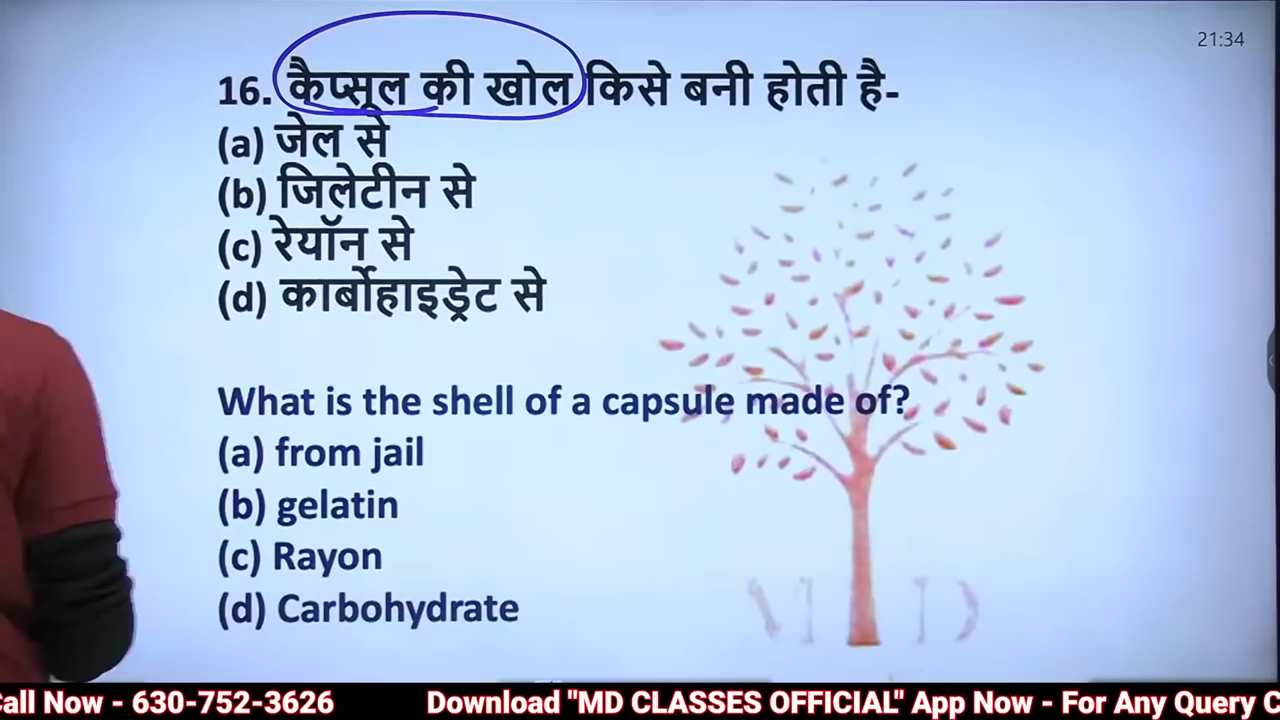 21:34
16. कैप्सूल की खोल किसे बनी होती है-
(a) जेल से
(b) जिलेटीन से
(c) रेयॉन से
(d) कार्बोहाइड्रेट से
What is the shell of a capsule made of?
(a) from jail
(b) gelatin
(c) Rayon
(d) Carbohydrate
Call Now - 630-752-3626 Download "MD CLASSES OFFICIAL" App Now - For Any Query